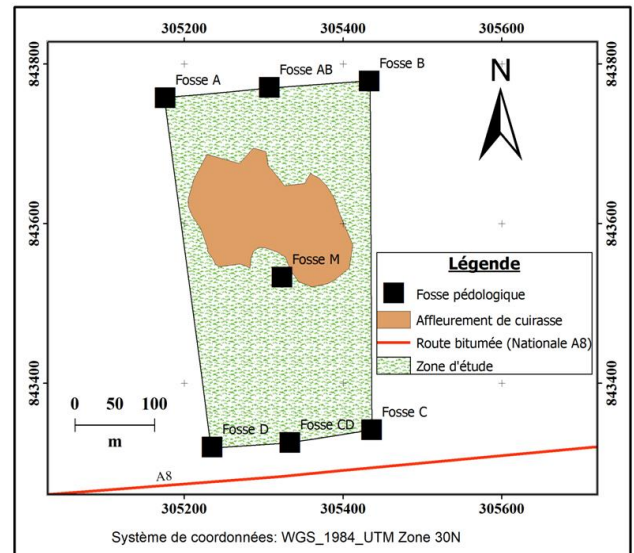 305200 305400 305600
843800
843800
Fosse A
Fosse AB
Fosse B
N
843600
843600
Fosse M
Légende
Fosse pédologique
Affleurement de cuirasse
Route bitumée (Nationale A8)
Zone d'étude
843400
843400
0 50 100
m
Fosse D
Fosse CD
Fosse C
A8
305200 305400 305600
Système de coordonnées: WGS_1984_UTM Zone 30N